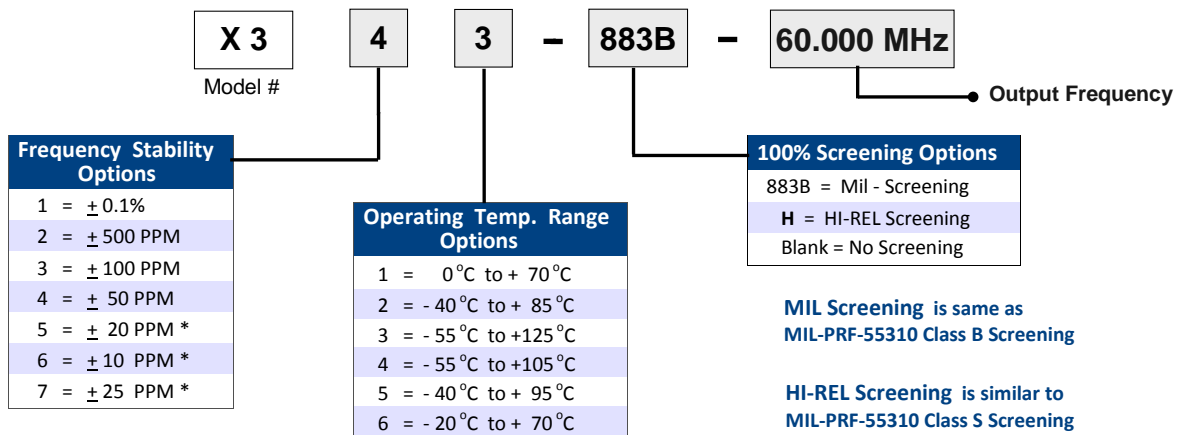 X 3 4 3 – 883B – 60.000 MHz
Model #
Output Frequency
Frequency Stability
Options
1 = ± 0.1%
2 = ± 500 PPM
3 = ± 100 PPM
4 = ± 50 PPM
5 = ± 20 PPM *
6 = ± 10 PPM *
7 = ± 25 PPM *
Operating Temp. Range
Options
1 = 0 °C to + 70 °C
2 = - 40 °C to + 85 °C
3 = - 55 °C to +125 °C
4 = - 55 °C to +105 °C
5 = - 40 °C to + 95 °C
6 = - 20 °C to + 70 °C
100% Screening Options
883B = Mil - Screening
H = HI-REL Screening
Blank = No Screening
MIL Screening is same as
MIL-PRF-55310 Class B Screening
HI-REL Screening is similar to
MIL-PRF-55310 Class S Screening